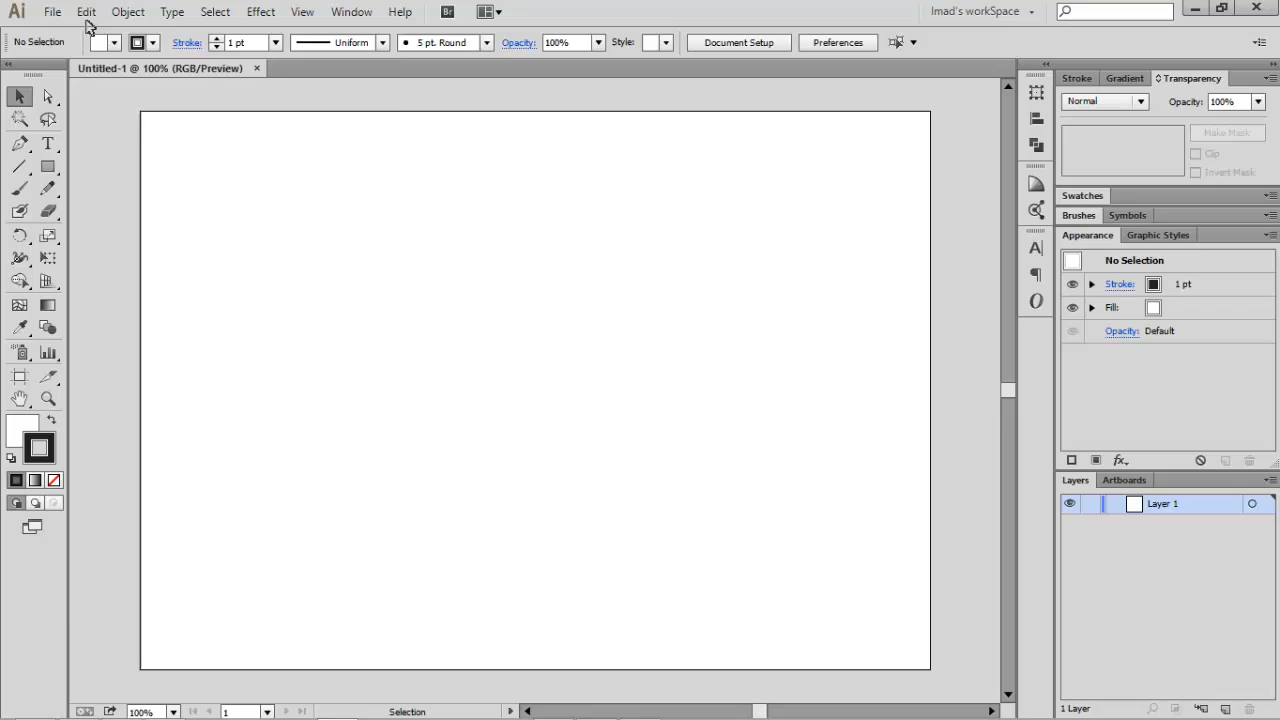 Ai File Edit Object Type Select Effect View Window Help Br Imad's workSpace
No Selection Stroke: 1 pt Uniform 5 pt. Round Opacity: 100% Style: Document Setup Preferences
Untitled-1 @ 100% (RGB/Preview) ×
Stroke Gradient Transparency
Normal Opacity: 100%
Make Mask
Clip
Invert Mask
Swatches
Brushes Symbols
Appearance Graphic Styles
No Selection
Stroke: 1 pt
Fill:
Opacity: Default
fx
Layers Artboards
Layer 1
1 Layer
100% 1 Selection